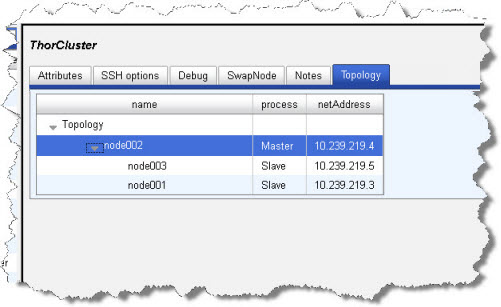 ThorCluster
Attributes SSH options Debug SwapNode Notes Topology
name process netAddress
Topology
node002 Master 10.239.219.4
node003 Slave 10.239.219.5
node001 Slave 10.239.219.3
er